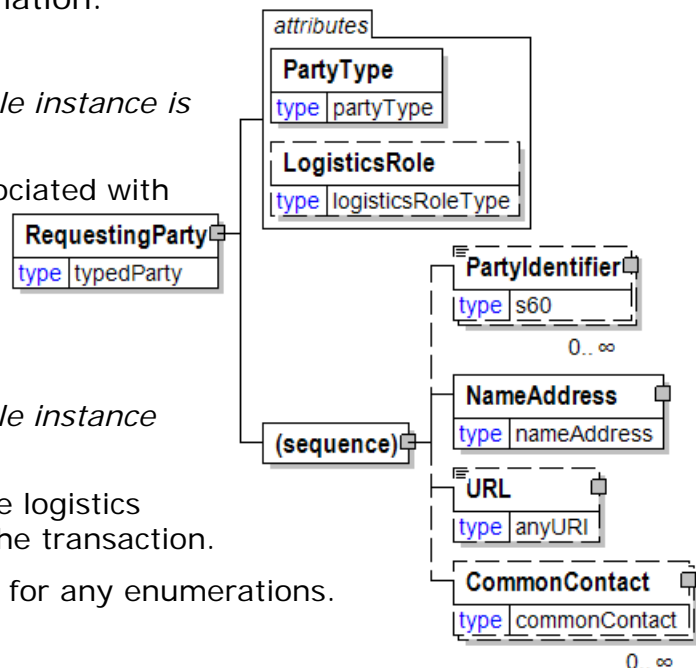 nation.
attributes
PartyType
type partyType
le instance is
LogisticsRole
type logisticsRoleType
ociated with
RequestingParty
type typedParty
PartyIdentifier
type s60
0.. ∞
le instance
NameAddress
type nameAddress
(sequence)
URL
type anyURI
e logistics
he transaction.
CommonContact
type commonContact
for any enumerations.
0.. ∞